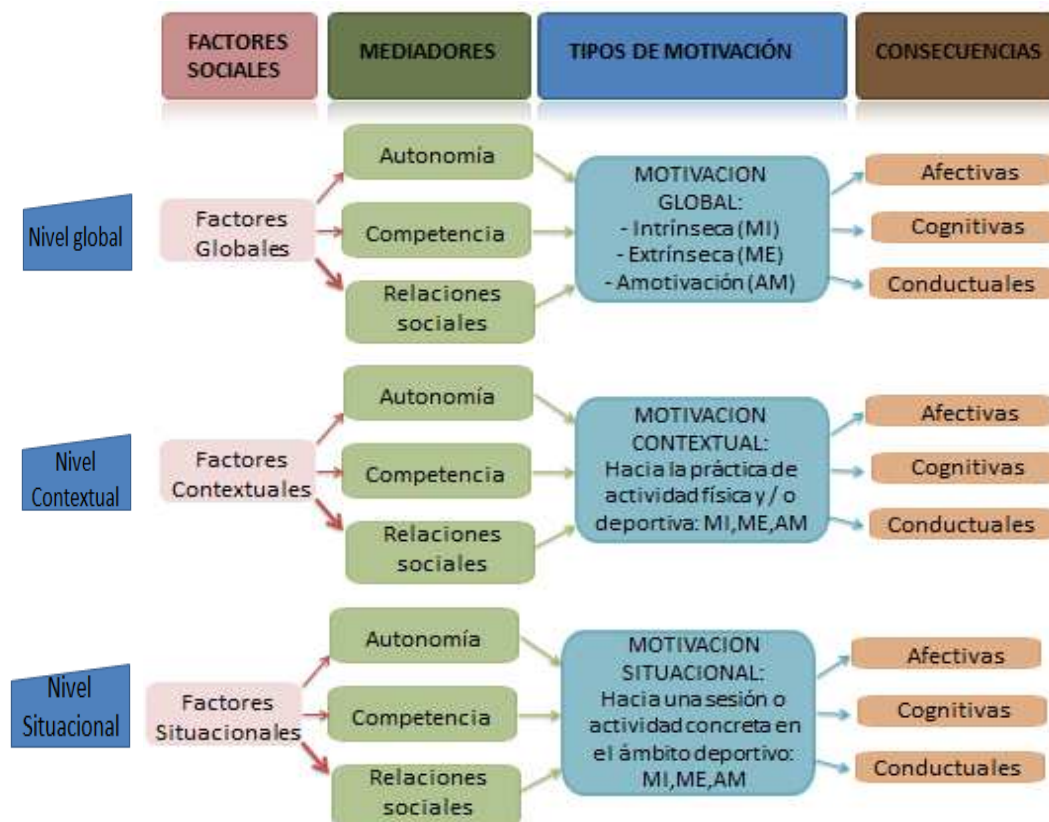 FACTORES
SOCIALES
MEDIADORES
TIPOS DE MOTIVACIÓN
CONSECUENCIAS
Nivel global
Factores
Globales
Autonomía
Competencia
Relaciones
sociales
MOTIVACION
GLOBAL:
- Intrínseca (MI)
- Extrínseca (ME)
- Amotivación (AM)
Afectivas
Cognitivas
Conductuales
Nivel
Contextual
Factores
Contextuales
Autonomía
Competencia
Relaciones
sociales
MOTIVACION
CONTEXTUAL:
Hacia la práctica de
actividad física y / o
deportiva: MI,ME,AM
Afectivas
Cognitivas
Conductuales
Nivel
Situacional
Factores
Situacionales
Autonomía
Competencia
Relaciones
sociales
MOTIVACION
SITUACIONAL:
Hacia una sesión o
actividad concreta en
el ámbito deportivo:
MI,ME,AM
Afectivas
Cognitivas
Conductuales